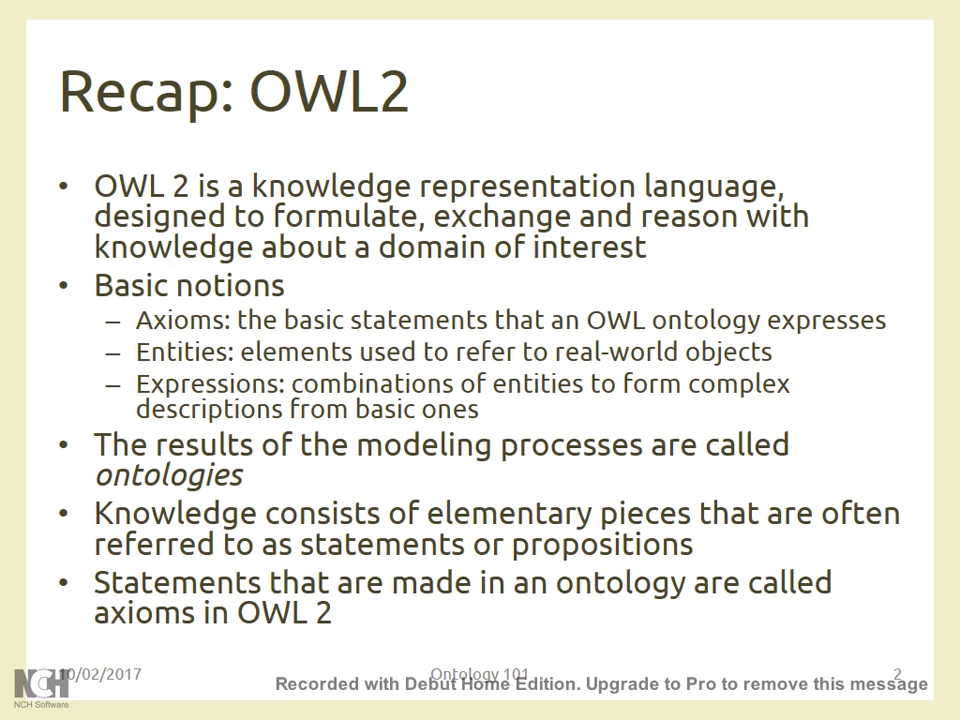 Recap: OWL2
• OWL 2 is a knowledge representation language,
designed to formulate, exchange and reason with
knowledge about a domain of interest
• Basic notions
– Axioms: the basic statements that an OWL ontology expresses
– Entities: elements used to refer to real-world objects
– Expressions: combinations of entities to form complex
descriptions from basic ones
• The results of the modeling processes are called
ontologies
• Knowledge consists of elementary pieces that are often
referred to as statements or propositions
• Statements that are made in an ontology are called
axioms in OWL 2
10/02/2017
Ontology 101
2
NCH
NCH Software
Recorded with Debut Home Edition. Upgrade to Pro to remove this message